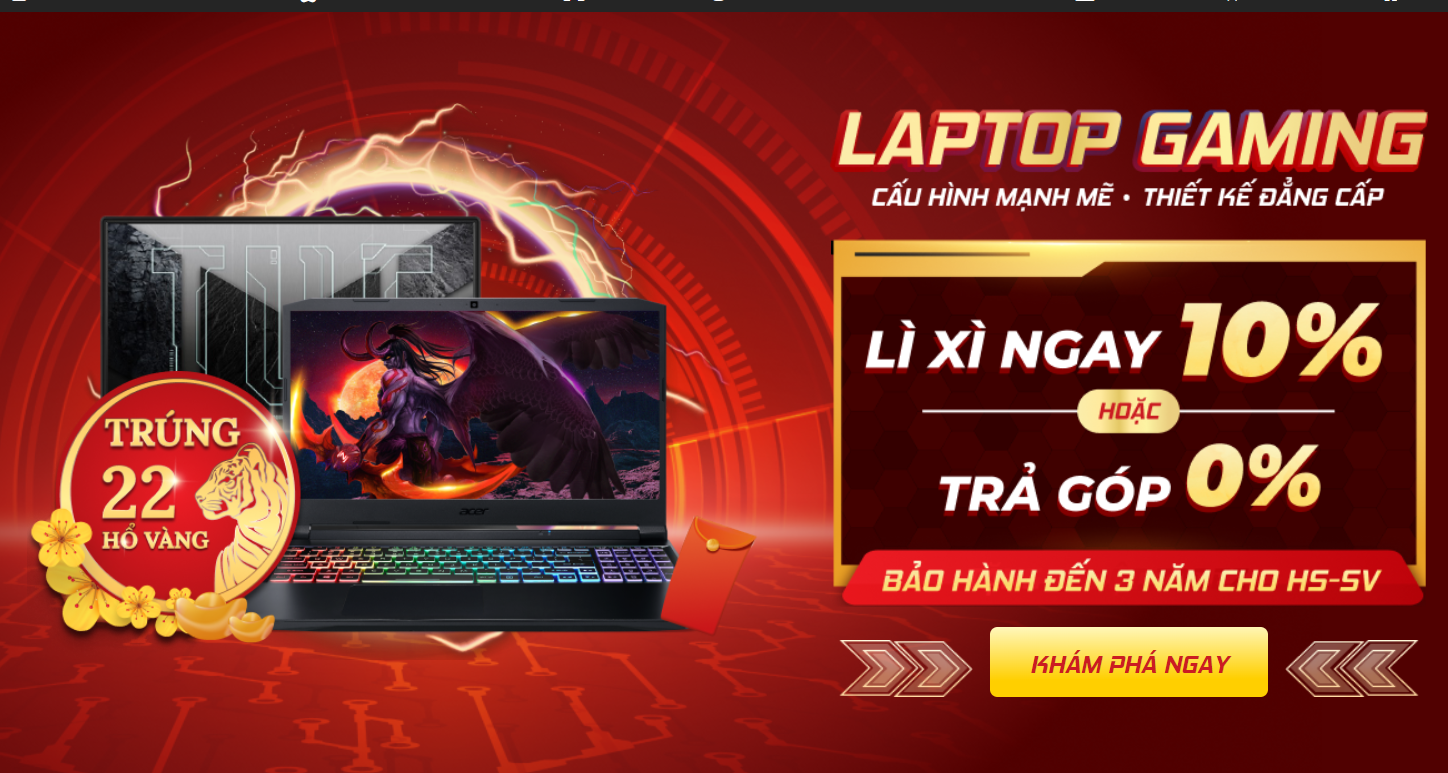 LAPTOP GAMING
CẤU HÌNH MẠNH MẼ • THIẾT KẾ ĐẲNG CẤP
LÌ XÌ NGAY 10%
HOẶC
TRẢ GÓP 0%
BẢO HÀNH ĐẾN 3 NĂM CHO HS-SV
KHÁM PHÁ NGAY
TUF
TRÚNG
22
HỔ VÀNG
acer